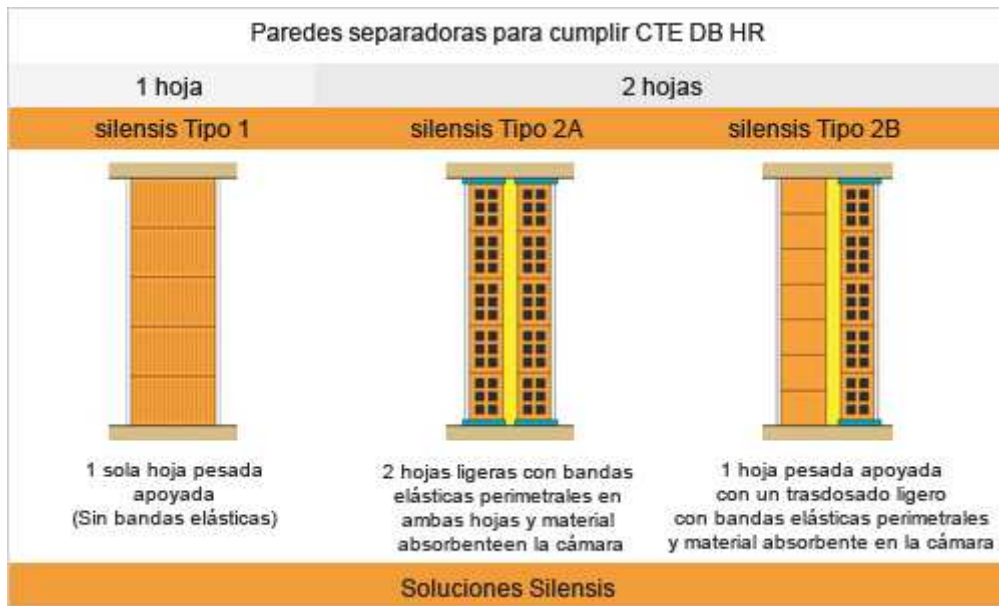 Paredes separadoras para cumplir CTE DB HR
1 hoja
2 hojas
silensis Tipo 1
silensis Tipo 2A
silensis Tipo 2B
1 sola hoja pesada
apoyada
(Sin bandas elásticas)
2 hojas ligeras con bandas
elásticas perimetrales en
ambas hojas y material
absorbenteen la cámara
1 hoja pesada apoyada
con un trasdosado ligero
con bandas elásticas perimetrales
y material absorbente en la cámara
Soluciones Silensis